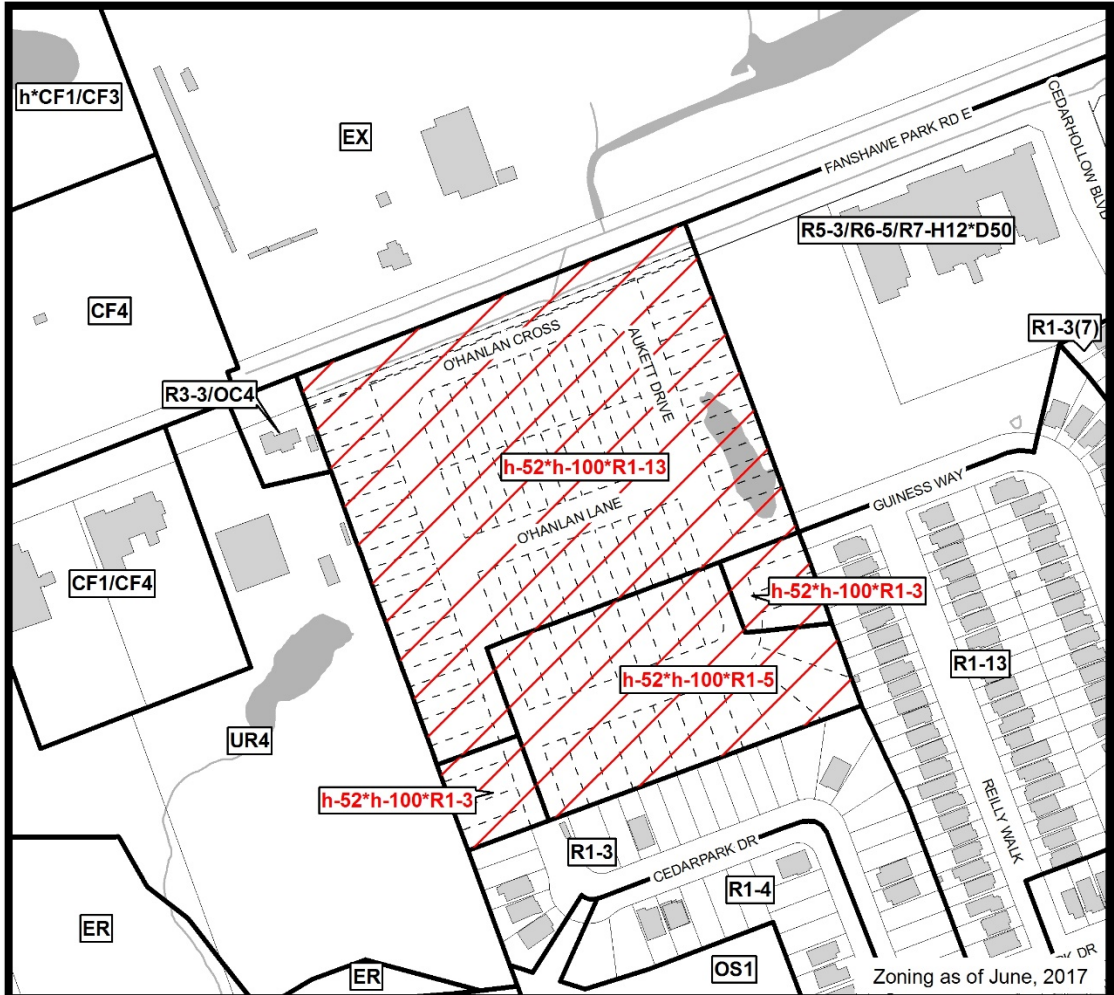 h*CF1/CF3
EX
FANSHAWE PARK RD E
CEDARHOLLOW BLVD
R5-3/R6-5/R7-H12*D50
CF4
R1-3(7)
O'HANLAN CROSS
AUKETT DRIVE
R3-3/OC4
h-52*h-100*R1-13
GUINESS WAY
O'HANLAN LANE
CF1/CF4
h-52*h-100*R1-3
R1-13
h-52*h-100*R1-5
UR4
h-52*h-100*R1-3
REILLY WALK
R1-3
CEDARPARK DR
R1-4
ER
ER
OS1
DR
Zoning as of June, 2017